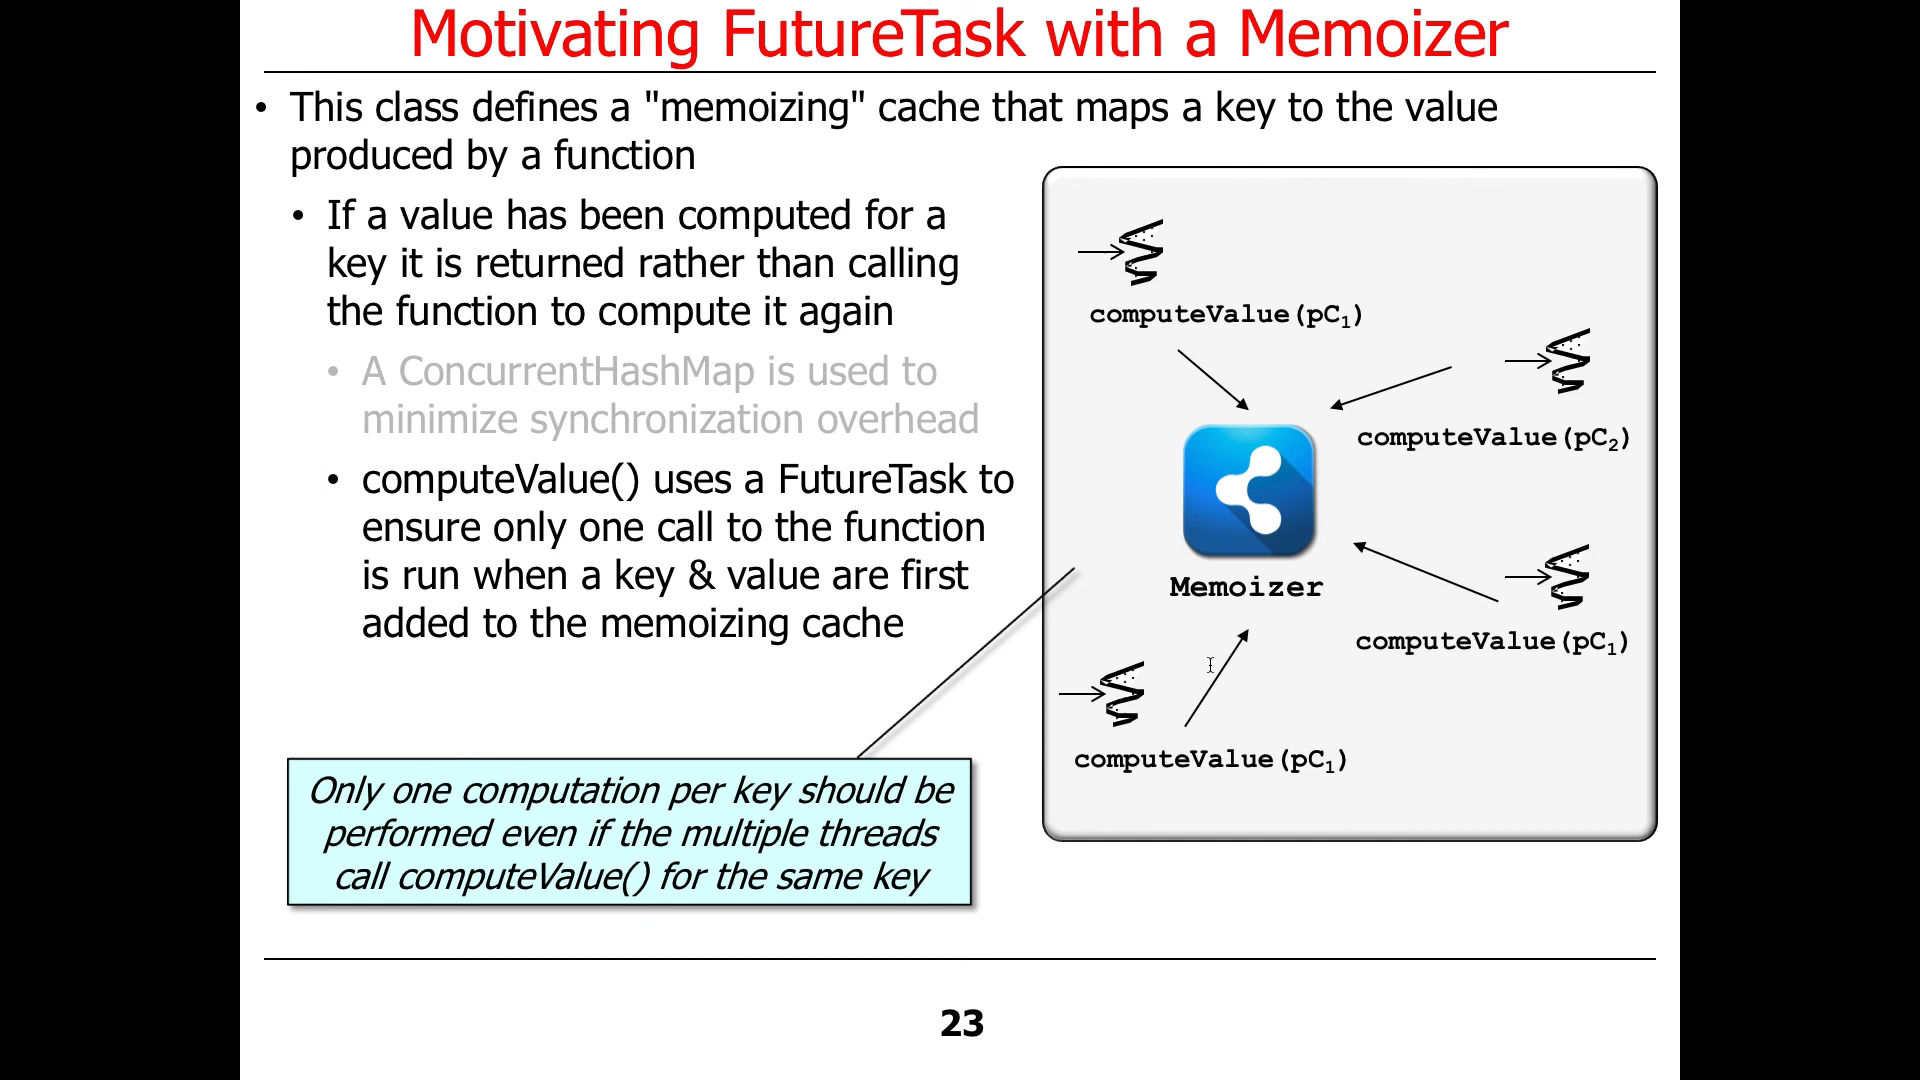 Motivating FutureTask with a Memoizer
• This class defines a "memoizing" cache that maps a key to the value
produced by a function
• If a value has been computed for a
key it is returned rather than calling
the function to compute it again
• A ConcurrentHashMap is used to
minimize synchronization overhead
• computeValue() uses a FutureTask to
ensure only one call to the function
is run when a key & value are first
added to the memoizing cache
Only one computation per key should be
performed even if the multiple threads
call computeValue() for the same key
computeValue(pC₁)
computeValue(pC₂)
Memoizer
computeValue(pC₁)
computeValue(pC₁)
23